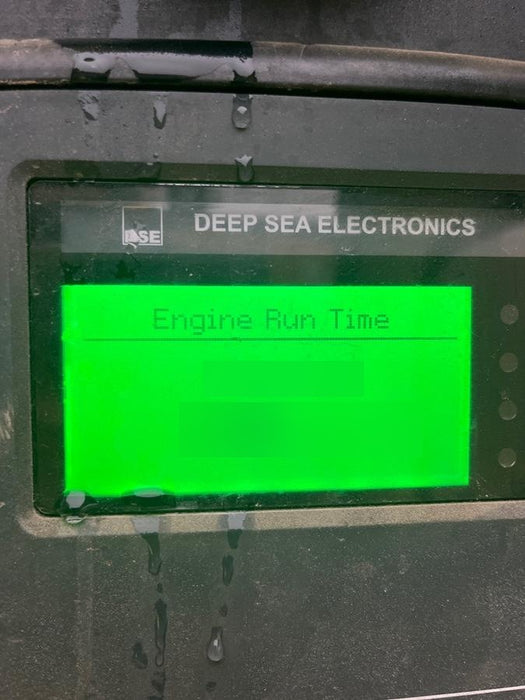 DSE
DEEP SEA ELECTRONICS
Engine Run Time